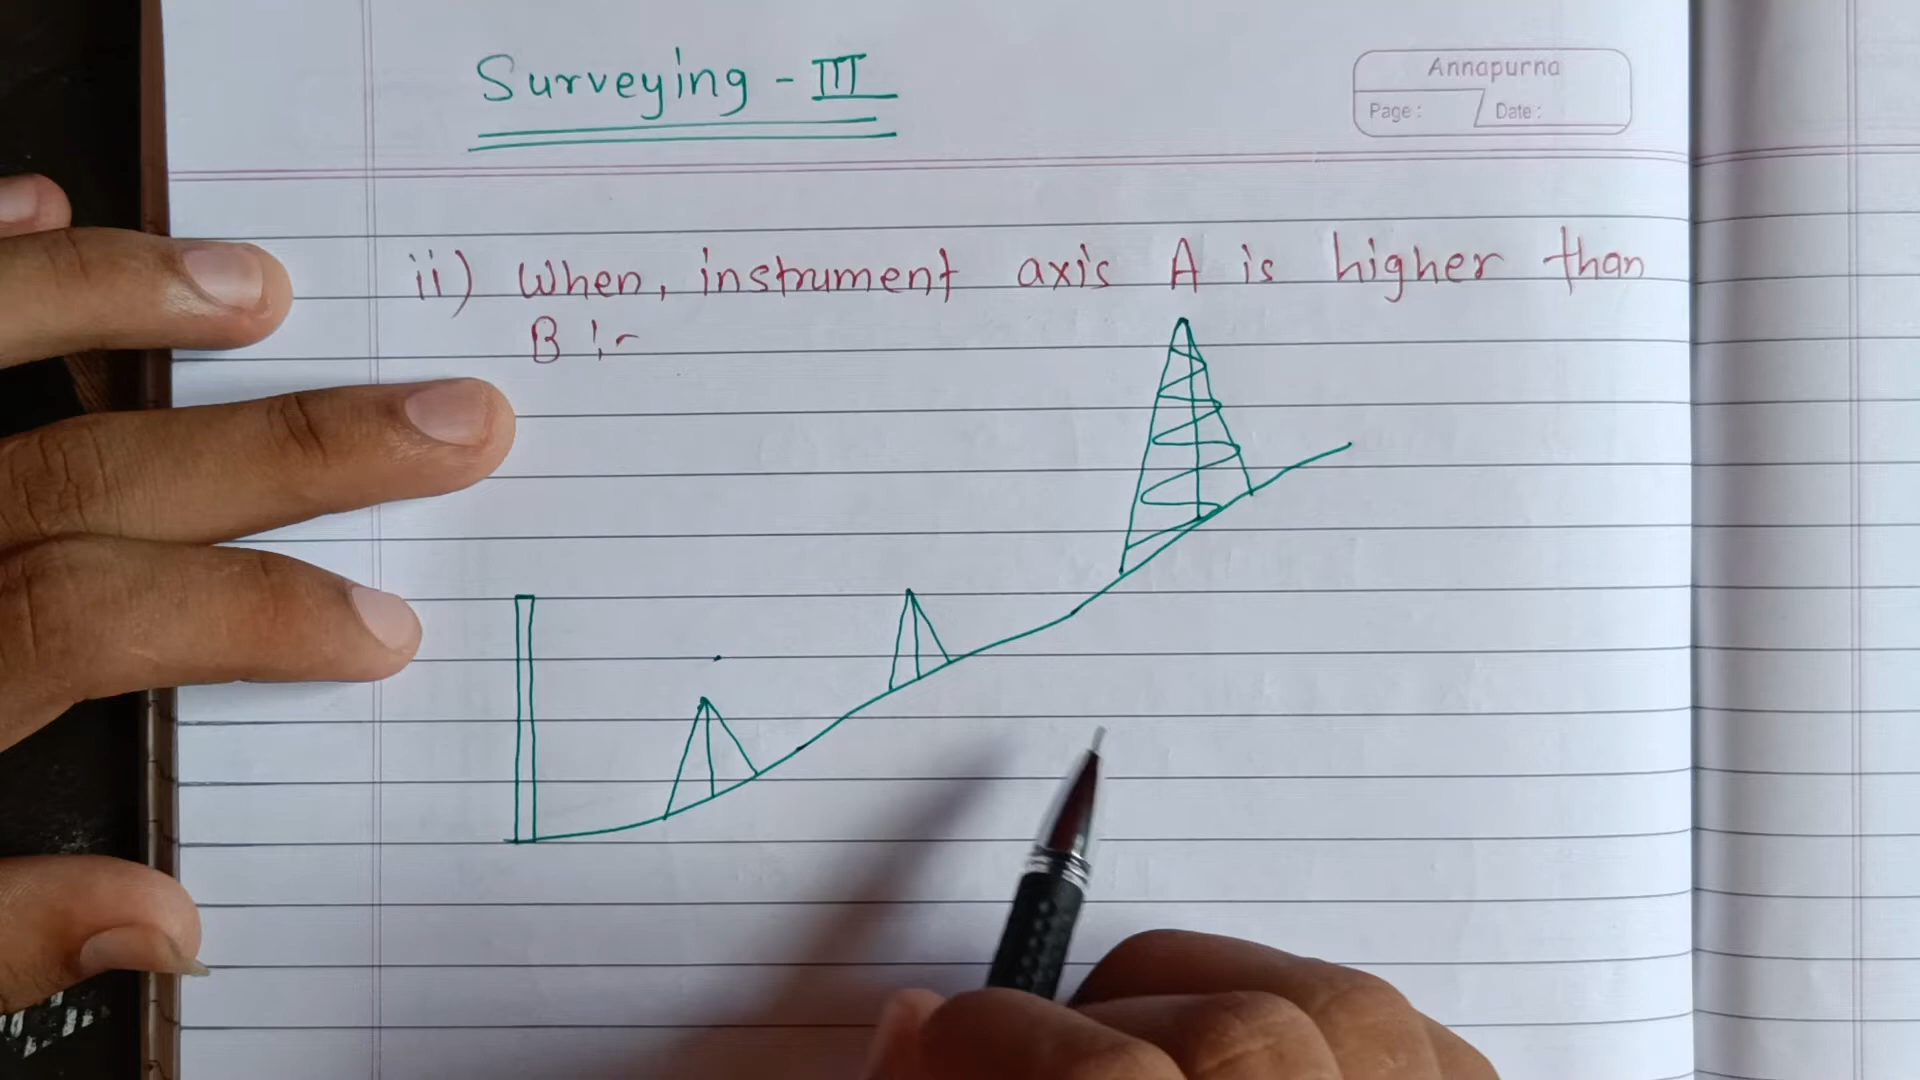 Surveying - III
Annapurna
Page :
Date :
ii) When, instrument axis A is higher than
B :-